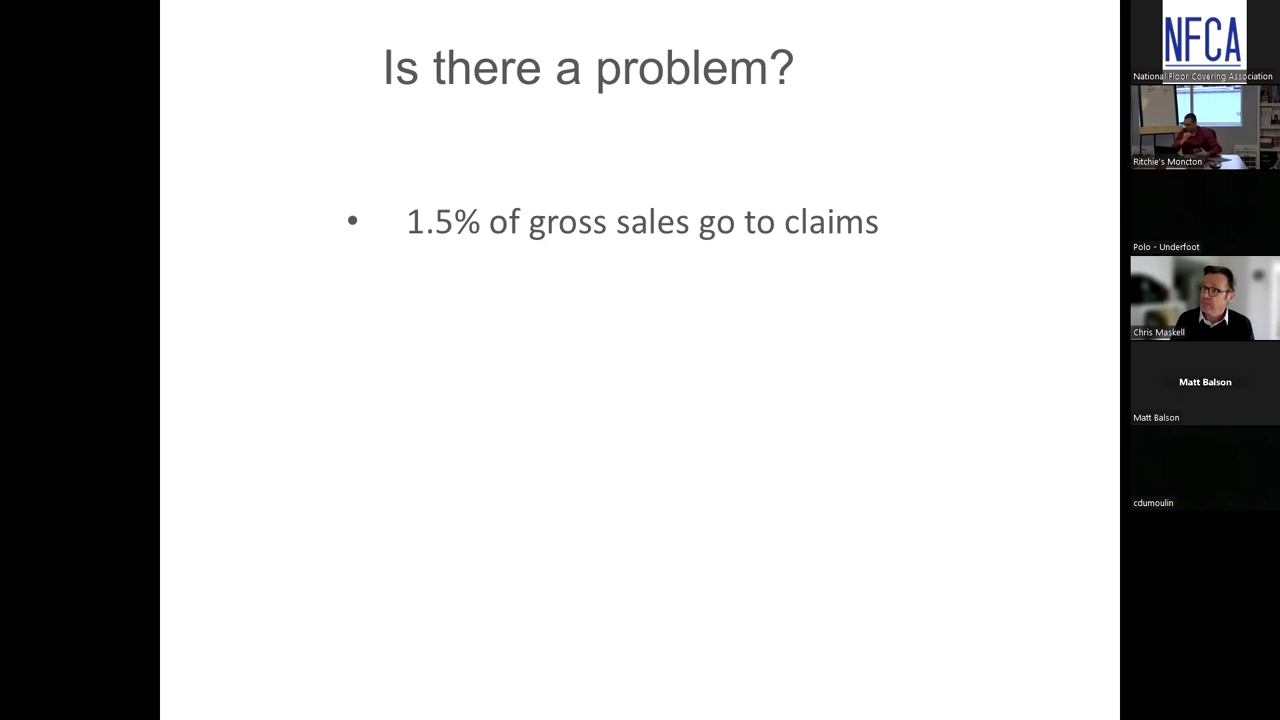 Is there a problem?
• 1.5% of gross sales go to claims
NFCA
National Floor Covering Association
Ritchie's Moncton
Polo - Underfoot
Chris Maskell
Matt Balson
Matt Balson
cdumoulin